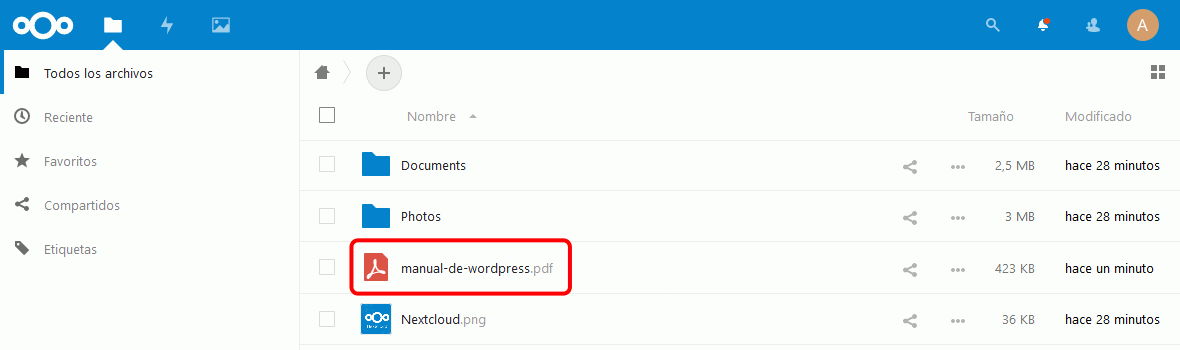 A
Todos los archivos
Reciente
Favoritos
Compartidos
Etiquetas
Nombre Tamaño Modificado
Documents 2,5 MB hace 28 minutos
Photos 3 MB hace 28 minutos
manual-de-wordpress.pdf 423 KB hace un minuto
Nextcloud.png 36 KB hace 28 minutos